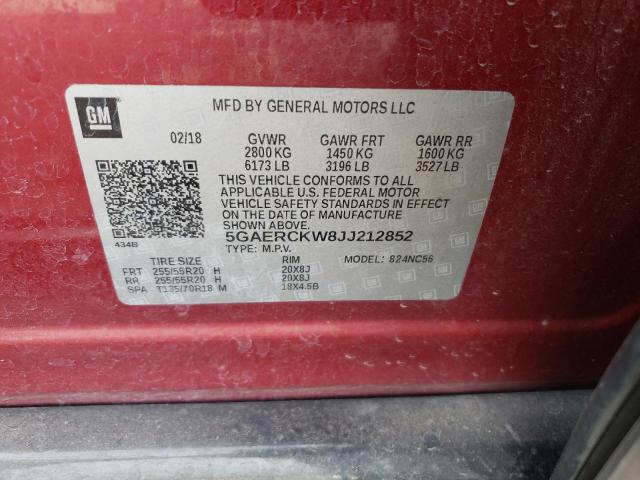 GM
MFD BY GENERAL MOTORS LLC
02/18 GVWR GAWR FRT GAWR RR
2800 KG 1450 KG 1600 KG
6173 LB 3196 LB 3527 LB
THIS VEHICLE CONFORMS TO ALL
APPLICABLE U.S. FEDERAL MOTOR
VEHICLE SAFETY STANDARDS IN EFFECT
ON THE DATE OF MANUFACTURE
SHOWN ABOVE.
5GAERCKW8JJ212852
434B
TYPE: M.P.V. MODEL: 824NC56
TIRE SIZE RIM
FRT 255/55R20 H 20X8J
RR 255/55R20 H 20X8J
SPA T135/70R18 M 18X4.5B